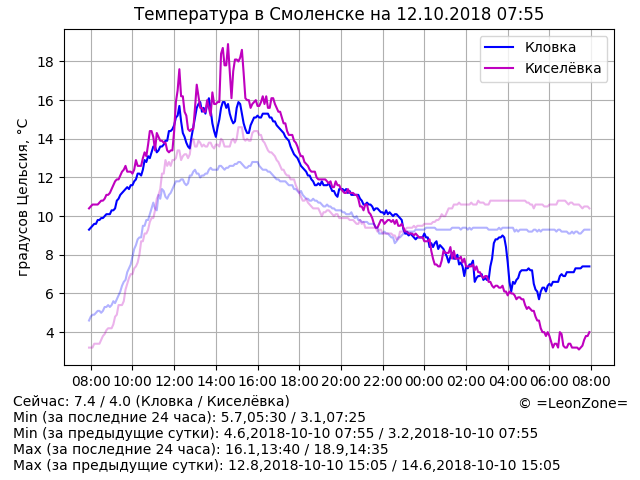 Температура в Смоленске на 12.10.2018 07:55
Кловка
Киселёвка
градусов Цельсия, °C
18
16
14
12
10
8
6
4
08:00 10:00 12:00 14:00 16:00 18:00 20:00 22:00 00:00 02:00 04:00 06:00 08:00
Сейчас: 7.4 / 4.0 (Кловка / Киселёвка)
© =LeonZone=
Min (за последние 24 часа): 5.7,05:30 / 3.1,07:25
Min (за предыдущие сутки): 4.6,2018-10-10 07:55 / 3.2,2018-10-10 07:55
Max (за последние 24 часа): 16.1,13:40 / 18.9,14:35
Max (за предыдущие сутки): 12.8,2018-10-10 15:05 / 14.6,2018-10-10 15:05